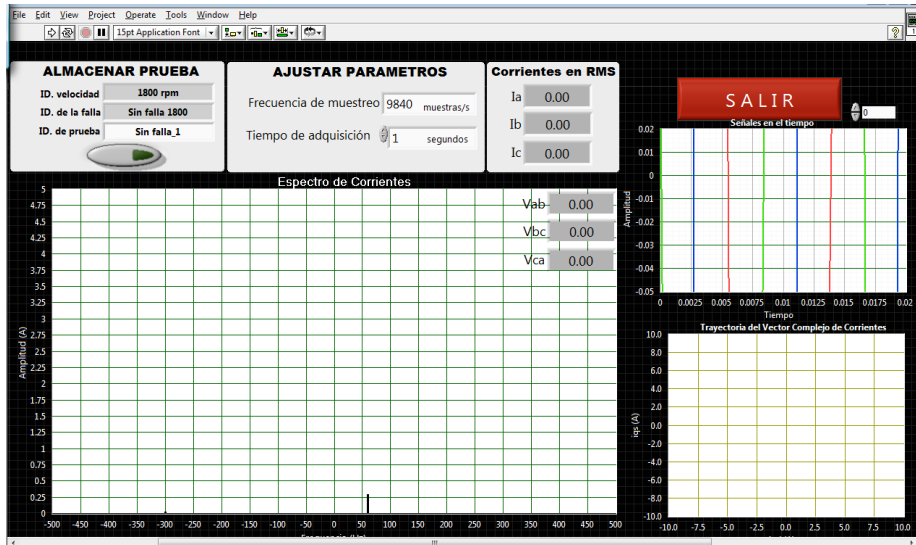 File Edit View Project Operate Tools Window Help
15pt Application Font
ALMACENAR PRUEBA
ID. velocidad 1800 rpm
ID. de la falla Sin falla 1800
ID. de prueba Sin falla_1
AJUSTAR PARAMETROS
Frecuencia de muestreo 9840 muestras/s
Tiempo de adquisición 1 segundos
Corrientes en RMS
Ia 0.00
Ib 0.00
Ic 0.00
SALIR
0
Espectro de Corrientes
Vab 0.00
Vbc 0.00
Vca 0.00
Amplitud (A)
5
4.75
4.5
4.25
4
3.75
3.5
3.25
3
2.75
2.5
2.25
2
1.75
1.5
1.25
1
0.75
0.5
0.25
0
-500 -450 -400 -350 -300 -250 -200 -150 -100 -50 0 50 100 150 200 250 300 350 400 450 500
Frecuencia (Hz)
Señales en el tiempo
Amplitud
0.02
0.01
0
-0.01
-0.02
-0.03
-0.04
-0.05
0 0.0025 0.005 0.0075 0.01 0.0125 0.015 0.0175 0.02
Tiempo
Trayectoria del Vector Complejo de Corrientes
iqs (A)
10.0
8.0
6.0
4.0
2.0
0.0
-2.0
-4.0
-6.0
-8.0
-10.0
-10.0 -7.5 -5.0 -2.5 0.0 2.5 5.0 7.5 10.0